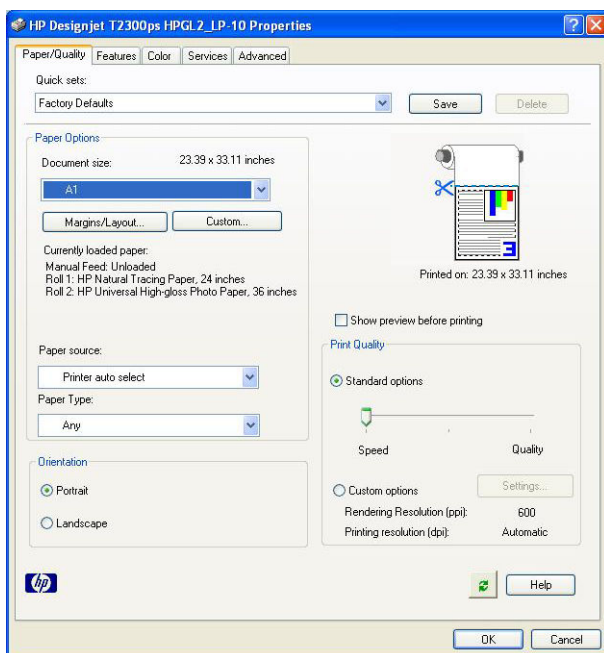 HP Designjet T2300ps HPGL2_LP-10 Properties
Paper/Quality Features Color Services Advanced
Quick sets:
Factory Defaults
Save
Delete
Paper Options
Document size: 23.39 x 33.11 inches
A1
Margins/Layout...
Custom...
Currently loaded paper:
Manual Feed: Unloaded
Roll 1: HP Natural Tracing Paper, 24 inches
Roll 2: HP Universal High-gloss Photo Paper, 36 inches
Paper source:
Printer auto select
Paper Type:
Any
Orientation
Portrait
Landscape
3
Printed on: 23.39 x 33.11 inches
Show preview before printing
Print Quality
Standard options
Speed Quality
Custom options
Settings...
Rendering Resolution (ppi): 600
Printing resolution (dpi): Automatic
hp
Help
OK
Cancel